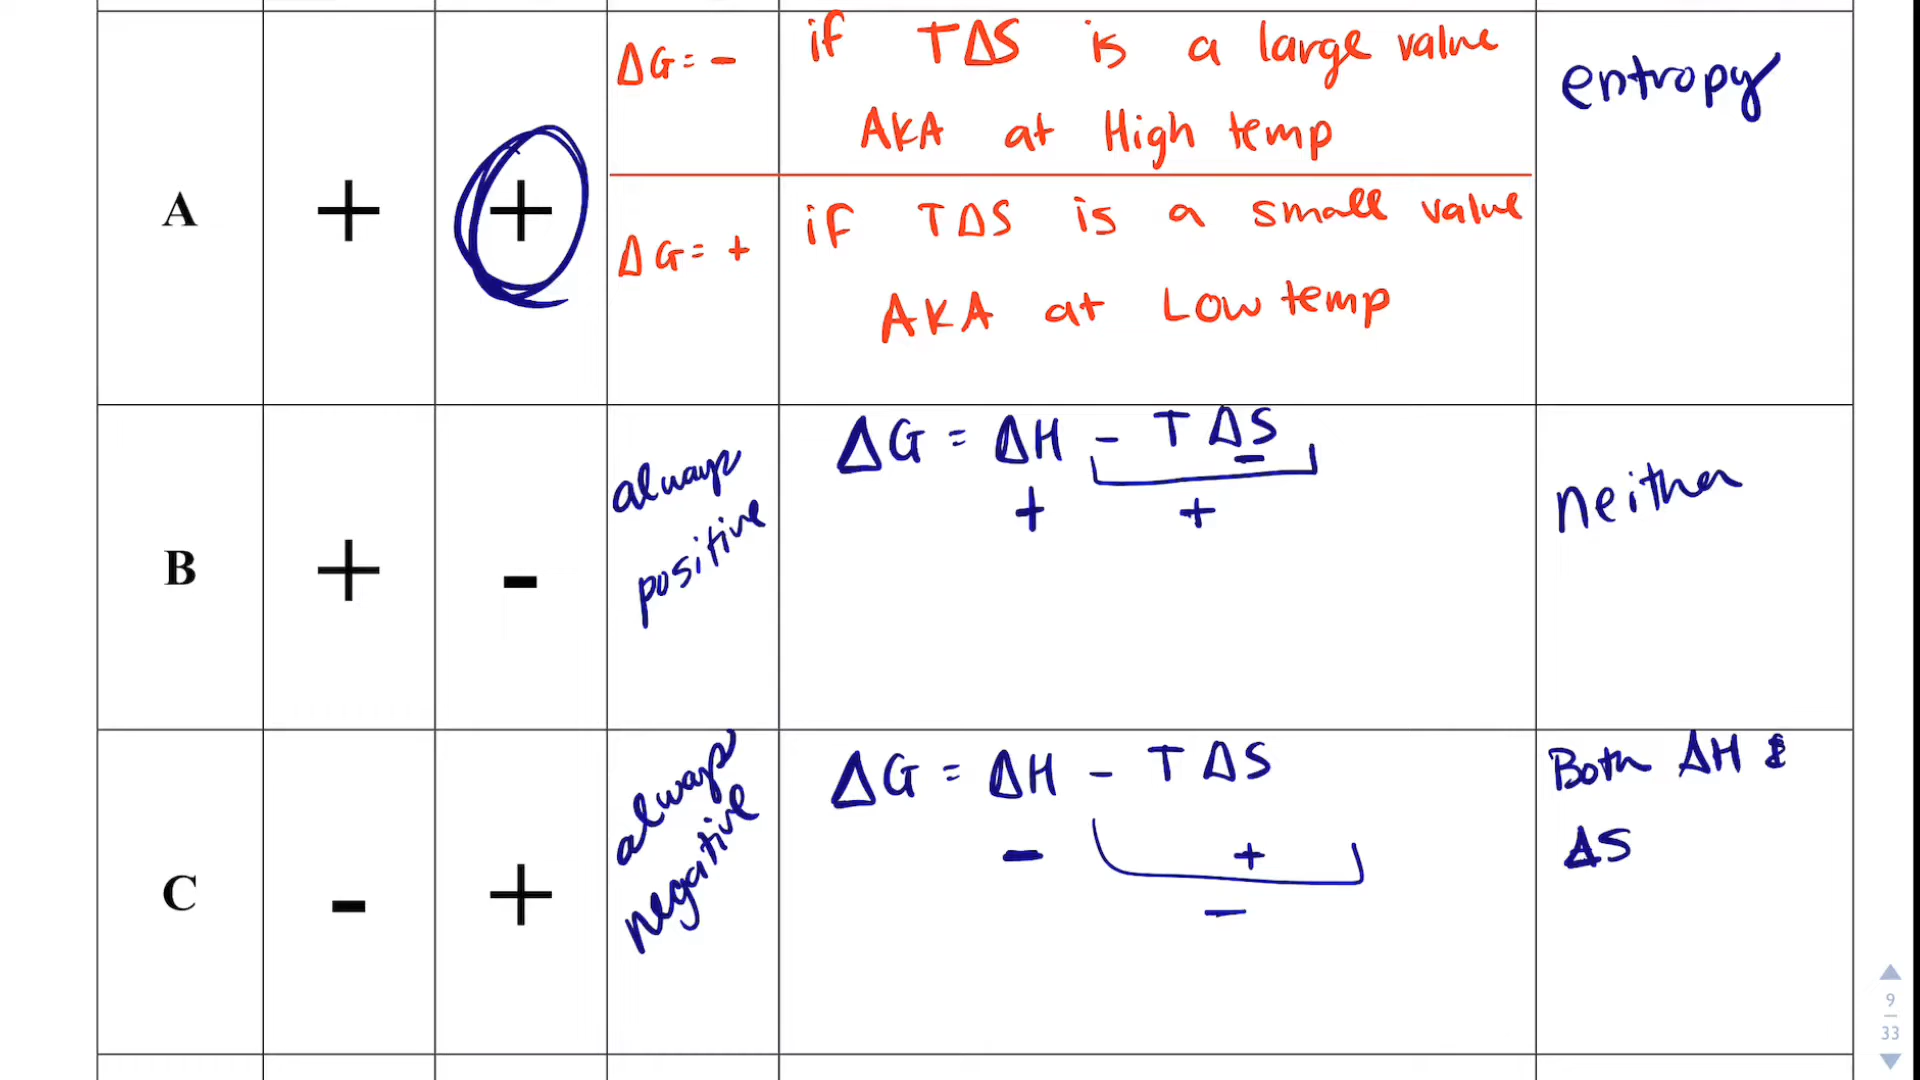 A
+
+
ΔG = -
if TΔS is a large value
AKA at High temp
ΔG = +
if TΔS is a small value
AKA at Low temp
entropy
B
+
-
always
positive
ΔG = ΔH - TΔS
-
+ +
neither
C
-
+
always
negative
ΔG = ΔH - TΔS
- +
-
Both ΔH &
ΔS
9
33